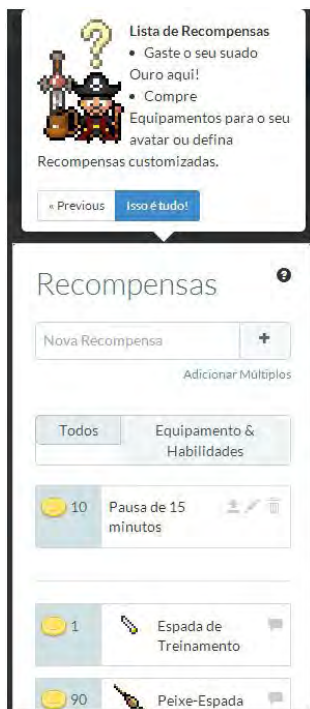 Lista de Recompensas
• Gaste o seu suado
Ouro aqui!
• Compre
Equipamentos para o seu
avatar ou defina
Recompensas customizadas.
« Previous
Isso é tudo!
Recompensas
Nova Recompensa
+
Adicionar Múltiplos
Todos
Equipamento &
Habilidades
10
Pausa de 15
minutos
1
Espada de
Treinamento
90
Peixe-Espada